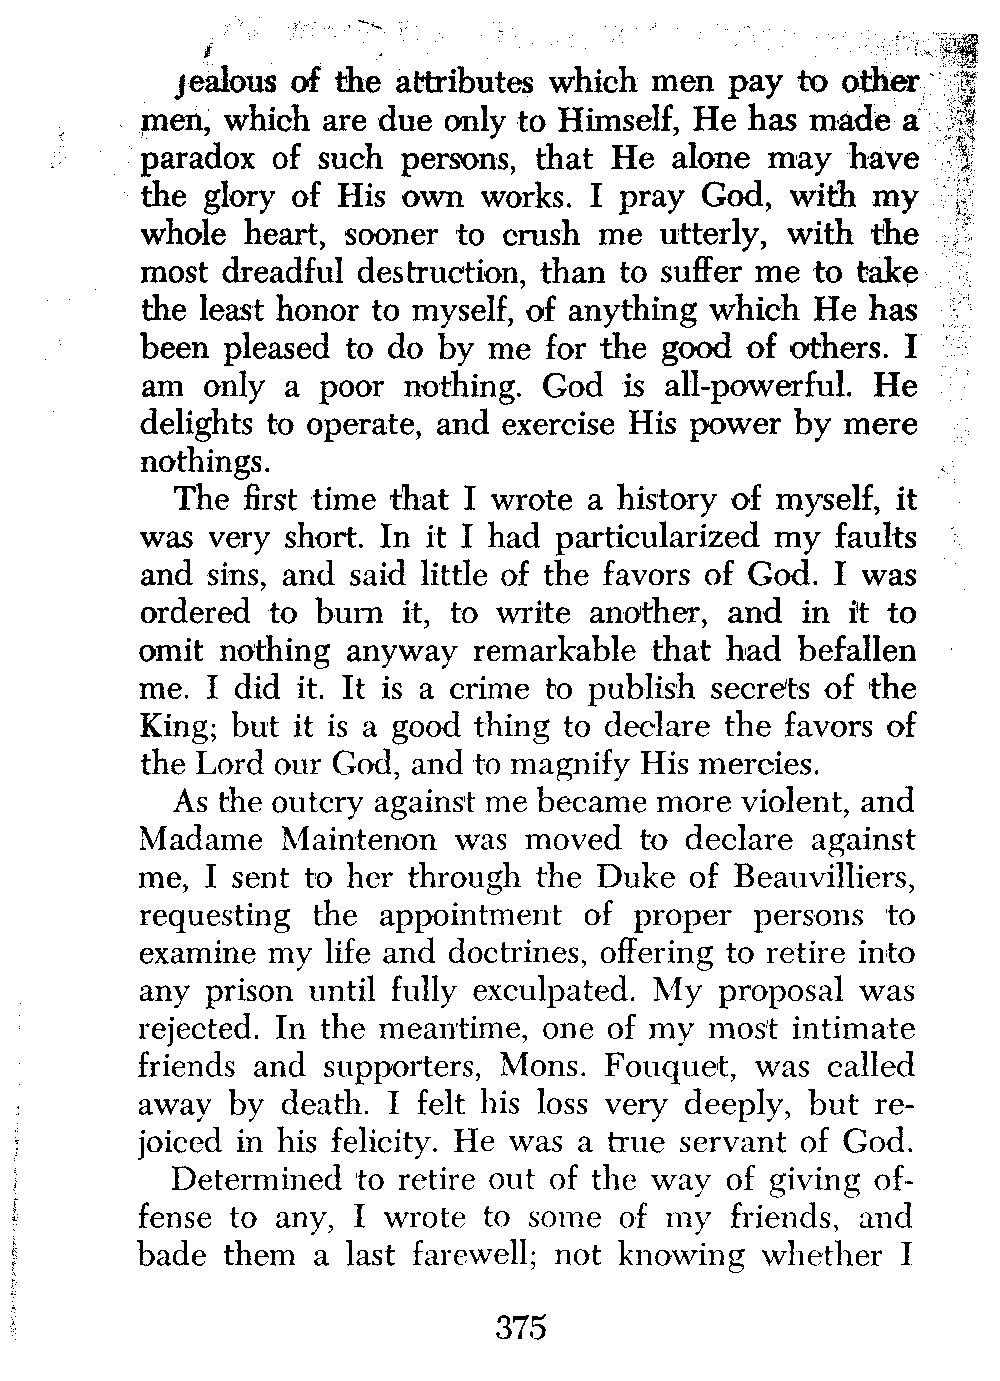 jealous of the attributes which men pay to other
men, which are due only to Himself, He has made a
paradox of such persons, that He alone may have
the glory of His own works. I pray God, with my
whole heart, sooner to crush me utterly, with the
most dreadful destruction, than to suffer me to take
the least honor to myself, of anything which He has
been pleased to do by me for the good of others. I
am only a poor nothing. God is all-powerful. He
delights to operate, and exercise His power by mere
nothings.
The first time that I wrote a history of myself, it
was very short. In it I had particularized my faults
and sins, and said little of the favors of God. I was
ordered to burn it, to write another, and in it to
omit nothing anyway remarkable that had befallen
me. I did it. It is a crime to publish secrets of the
King; but it is a good thing to declare the favors of
the Lord our God, and to magnify His mercies.
As the outcry against me became more violent, and
Madame Maintenon was moved to declare against
me, I sent to her through the Duke of Beauvilliers,
requesting the appointment of proper persons to
examine my life and doctrines, offering to retire into
any prison until fully exculpated. My proposal was
rejected. In the meantime, one of my most intimate
friends and supporters, Mons. Fouquet, was called
away by death. I felt his loss very deeply, but re-
joiced in his felicity. He was a true servant of God.
Determined to retire out of the way of giving of-
fense to any, I wrote to some of my friends, and
bade them a last farewell; not knowing whether I
375